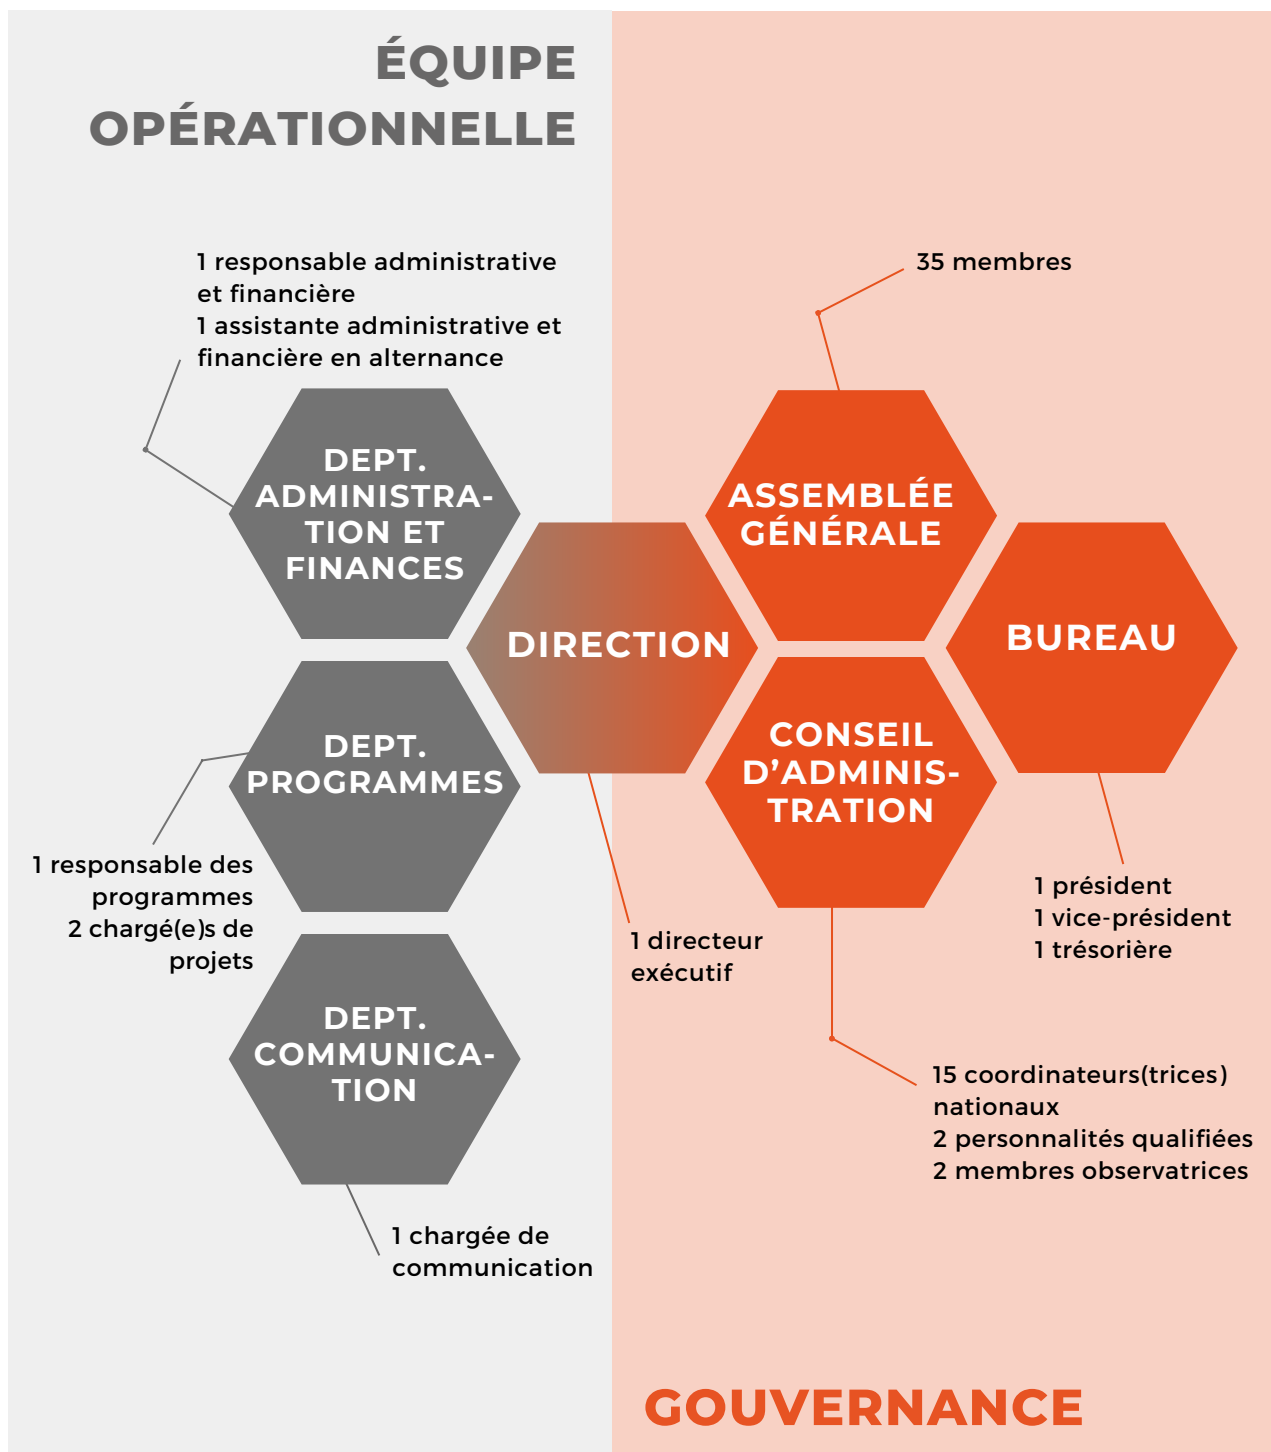 ÉQUIPE
OPÉRATIONNELLE
1 responsable administrative
et financière
1 assistante administrative et
financière en alternance
DEPT.
ADMINISTRA-
TION ET
FINANCES
DEPT.
PROGRAMMES
1 responsable des
programmes
2 chargé(e)s de
projets
DEPT.
COMMUNICA-
TION
1 chargée de
communication
DIRECTION
1 directeur
exécutif
35 membres
ASSEMBLÉE
GÉNÉRALE
BUREAU
1 président
1 vice-président
1 trésorière
CONSEIL
D’ADMINIS-
TRATION
15 coordinateurs(trices)
nationaux
2 personnalités qualifiées
2 membres observatrices
GOUVERNANCE